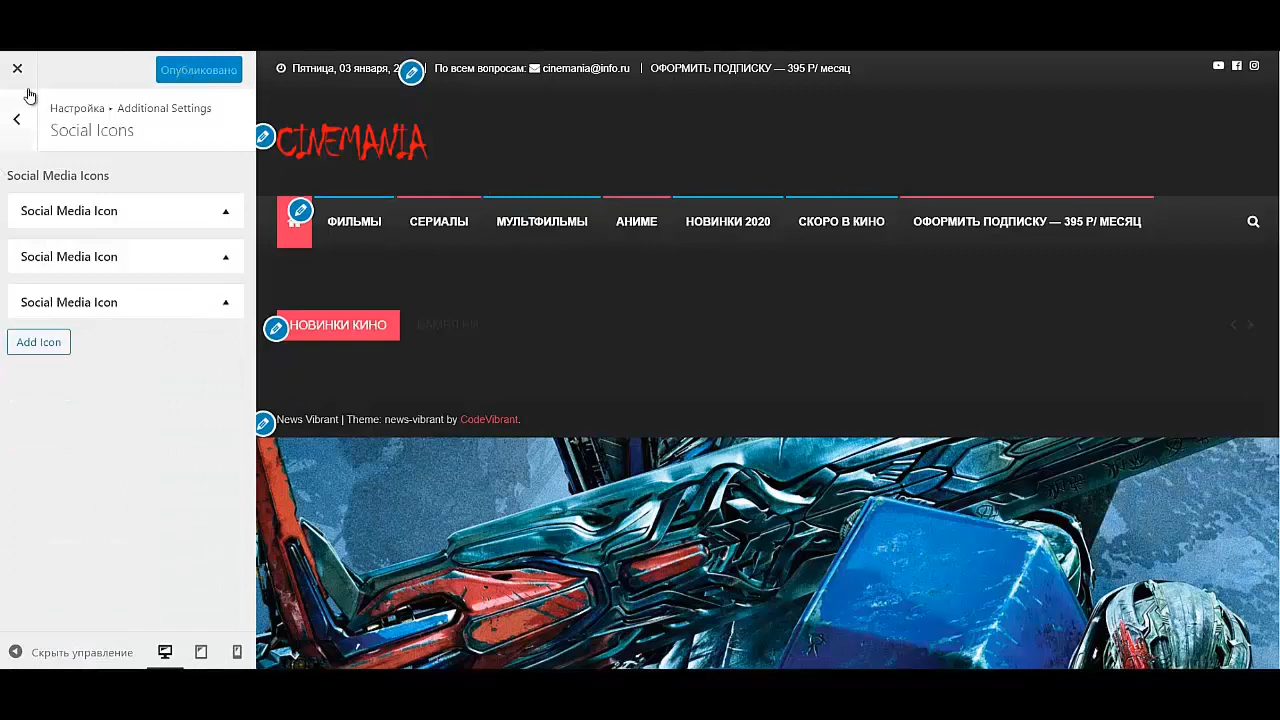 Опубликовано
Настройка ▸ Additional Settings
Social Icons
Social Media Icons
Social Media Icon
Social Media Icon
Social Media Icon
Add Icon
Скрыть управление
Пятница, 03 января, 2 | По всем вопросам: cinemania@info.ru | ОФОРМИТЬ ПОДПИСКУ — 395 Р/ месяц
CINEMANIA
ФИЛЬМЫ СЕРИАЛЫ МУЛЬТФИЛЬМЫ АНИМЕ НОВИНКИ 2020 СКОРО В КИНО ОФОРМИТЬ ПОДПИСКУ — 395 Р/ МЕСЯЦ
НОВИНКИ КИНО
News Vibrant | Theme: news-vibrant by CodeVibrant.